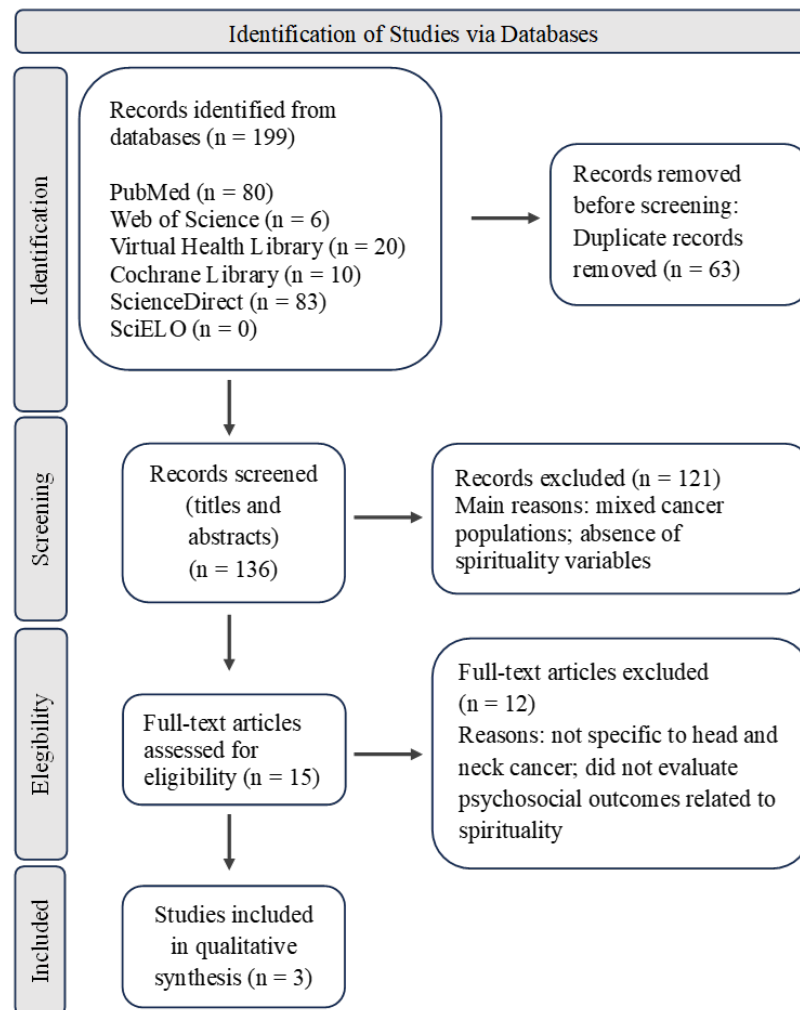 Identification of Studies via Databases
Identification
Records identified from
databases (n = 199)
PubMed (n = 80)
Web of Science (n = 6)
Virtual Health Library (n = 20)
Cochrane Library (n = 10)
ScienceDirect (n = 83)
SciELO (n = 0)
Records removed
before screening:
Duplicate records
removed (n = 63)
Screening
Records screened
(titles and
abstracts)
(n = 136)
Records excluded (n = 121)
Main reasons: mixed cancer
populations; absence of
spirituality variables
Elegibility
Full-text articles
assessed for
eligibility (n = 15)
Full-text articles excluded
(n = 12)
Reasons: not specific to head and
neck cancer; did not evaluate
psychosocial outcomes related to
spirituality
Included
Studies included
in qualitative
synthesis (n = 3)